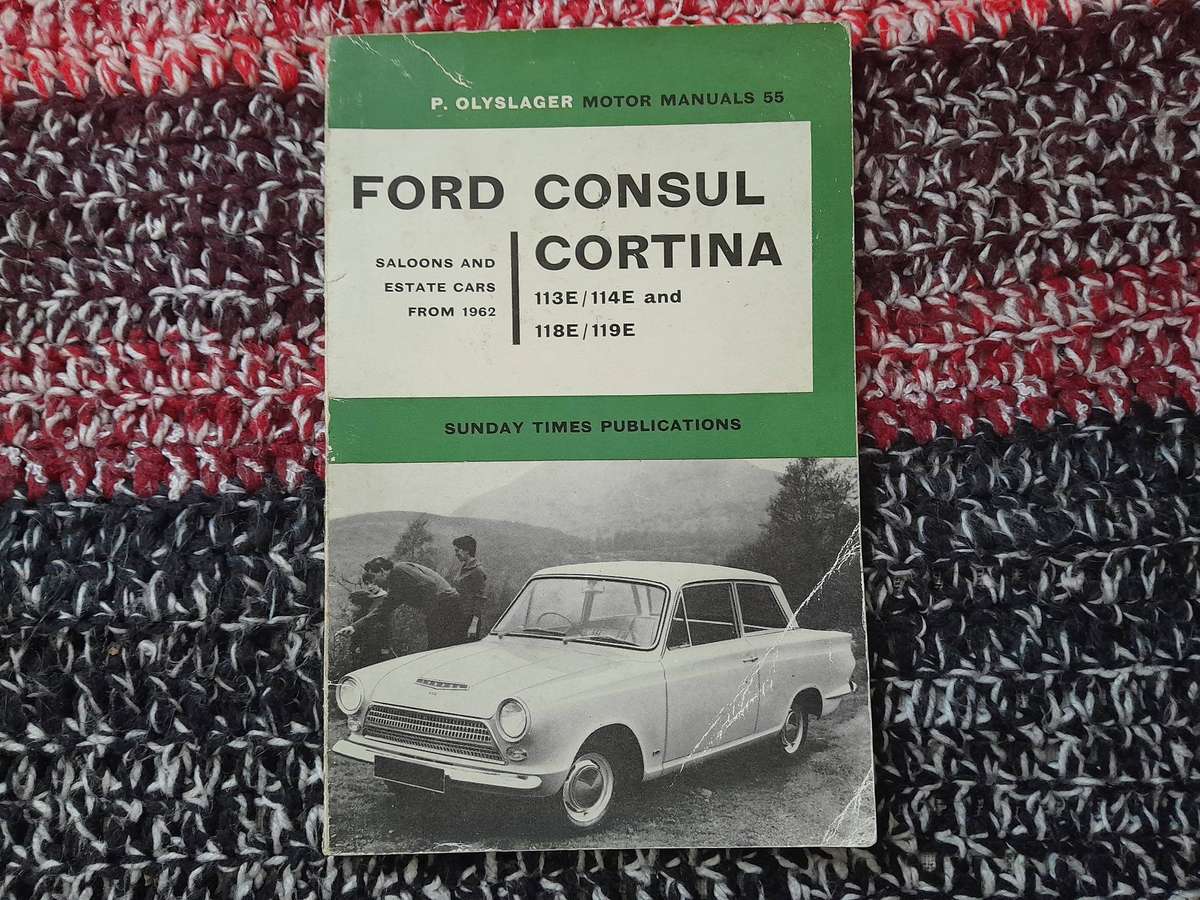 P. OLYSLAGER MOTOR MANUALS 55
FORD CONSUL
CORTINA
SALOONS AND
ESTATE CARS
FROM 1962
113E/114E and
118E/119E
SUNDAY TIMES PUBLICATIONS